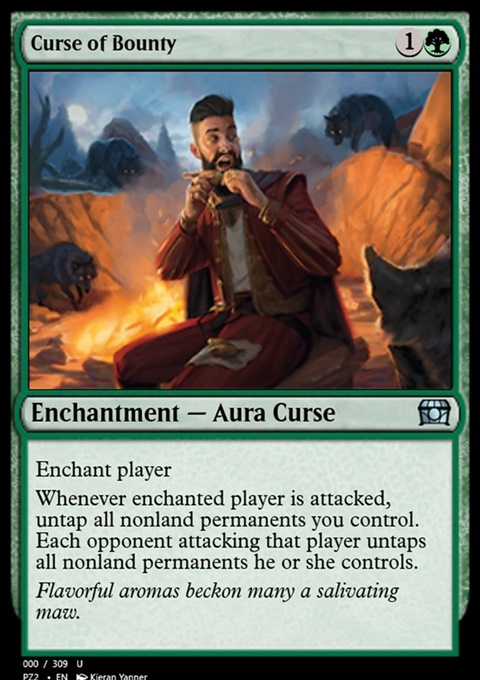 Curse of Bounty 1
Enchantment — Aura Curse
Enchant player
Whenever enchanted player is attacked,
untap all nonland permanents you control.
Each opponent attacking that player untaps
all nonland permanents he or she controls.
Flavorful aromas beckon many a salivating
maw.
000 / 309 U
PZ2 • EN Kieran Yanner